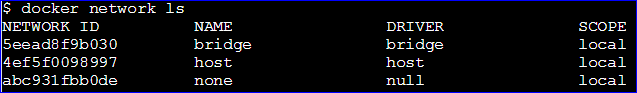 $ docker network ls
NETWORK ID NAME DRIVER SCOPE
5eead8f9b030 bridge bridge local
4ef5f0098997 host host local
abc931fbb0de none null local